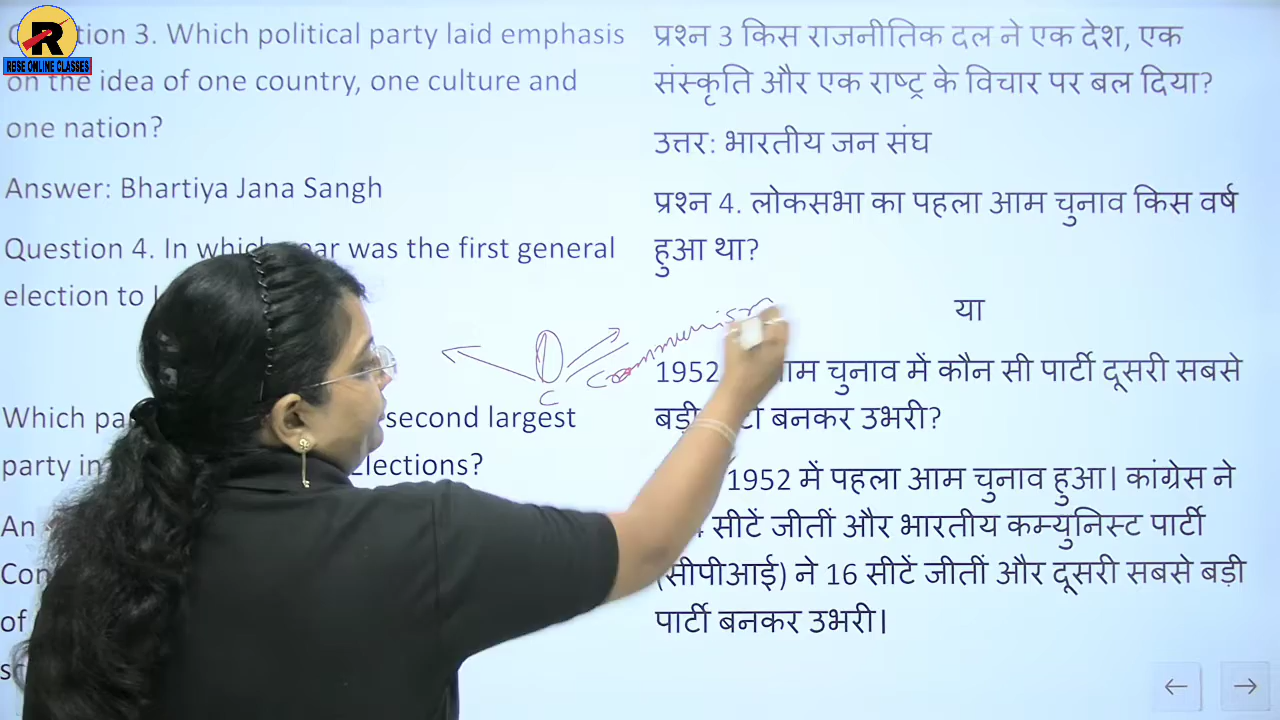 R
RESE ONLINE CLASSES
tion 3. Which political party laid emphasis
on the idea of one country, one culture and
one nation?
Answer: Bhartiya Jana Sangh
Question 4. In which was the first general
election to
Which
second largest
party in Elections?
An
Con
of
प्रश्न 3 किस राजनीतिक दल ने एक देश, एक
संस्कृति और एक राष्ट्र के विचार पर बल दिया?
उत्तर: भारतीय जन संघ
प्रश्न 4. लोकसभा का पहला आम चुनाव किस वर्ष
हुआ था?
या
1952 चुनाव में कौन सी पार्टी दूसरी सबसे
बड़ी बनकर उभरी?
1952 में पहला आम चुनाव हुआ। कांग्रेस ने
सीटें जीतीं और भारतीय कम्युनिस्ट पार्टी
(सीपीआई) ने 16 सीटें जीतीं और दूसरी सबसे बड़ी
पार्टी बनकर उभरी।
C
Communism